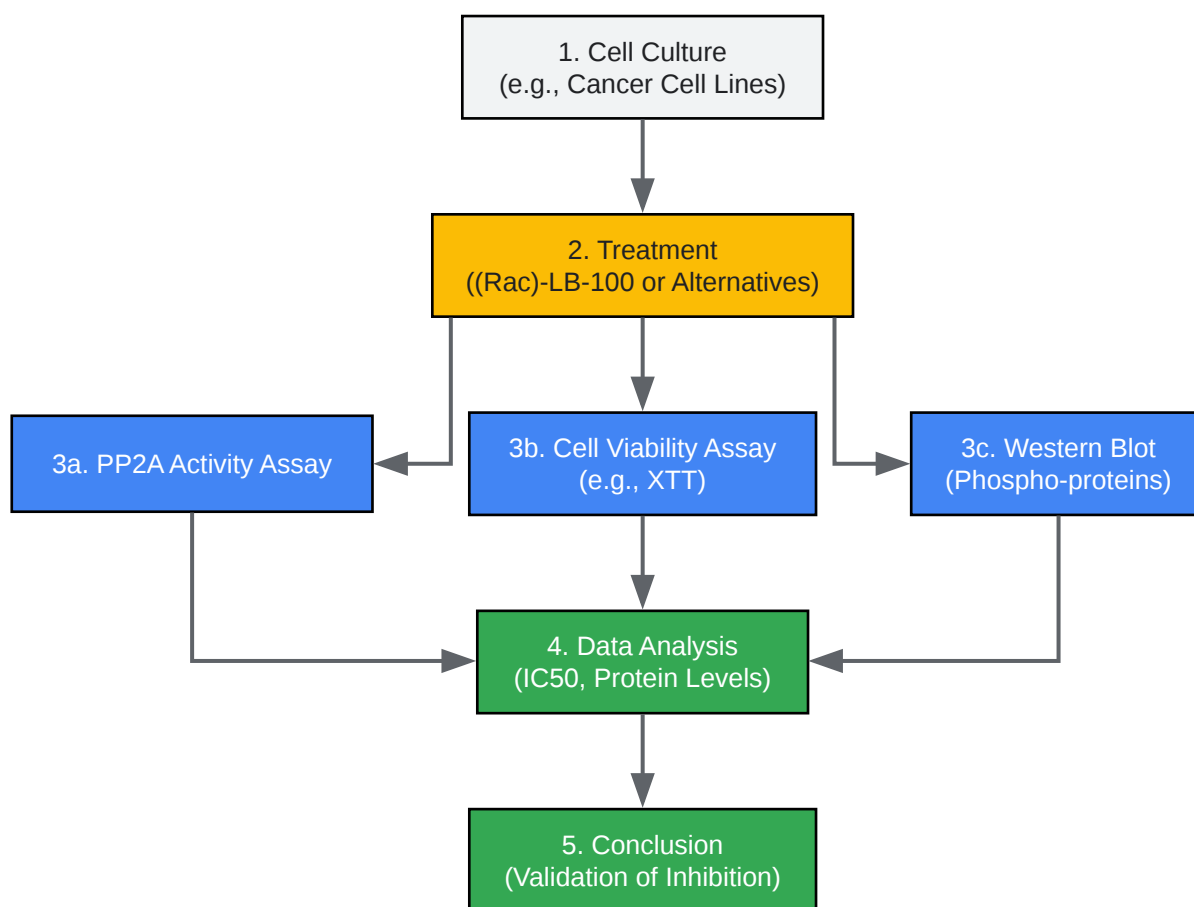 1. Cell Culture
(e.g., Cancer Cell Lines)
2. Treatment
((Rac)-LB-100 or Alternatives)
3a. PP2A Activity Assay
3b. Cell Viability Assay
(e.g., XTT)
3c. Western Blot
(Phospho-proteins)
4. Data Analysis
(IC50, Protein Levels)
5. Conclusion
(Validation of Inhibition)